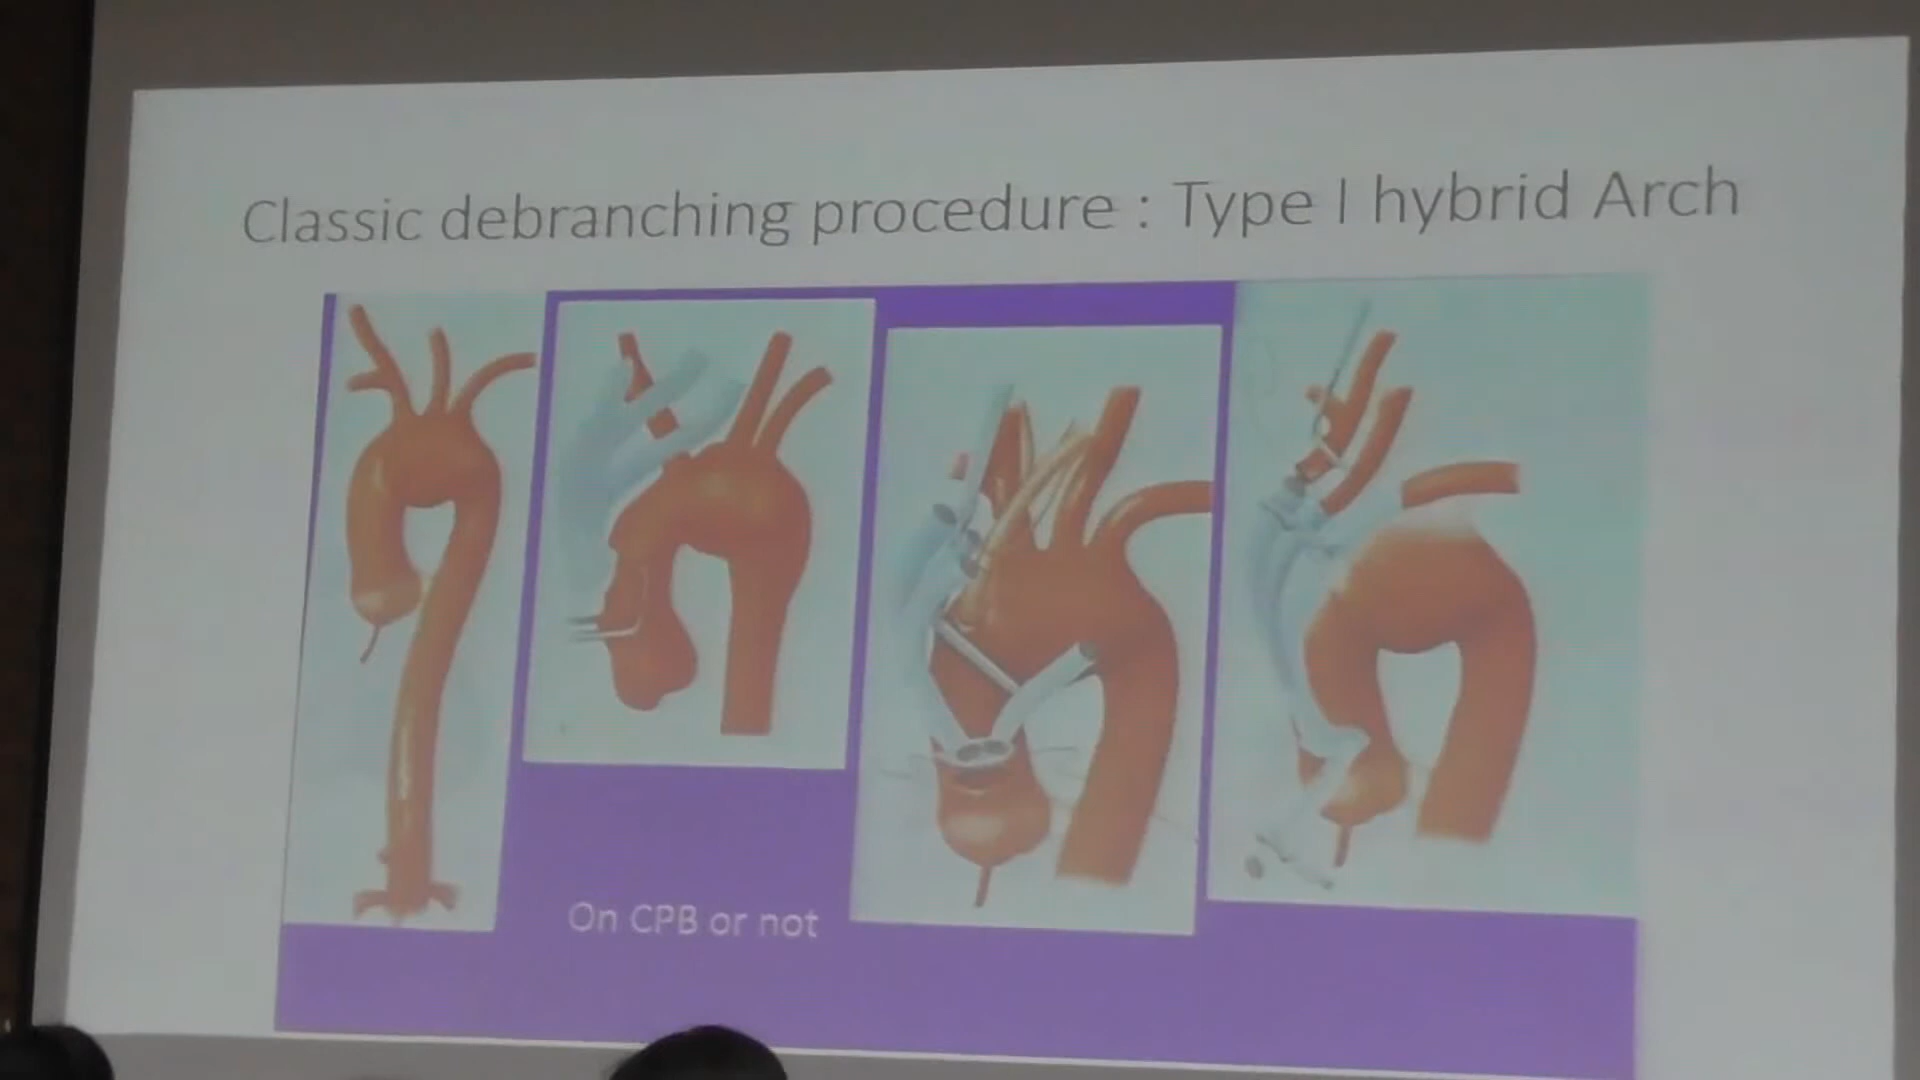 Classic debranching procedure : Type I hybrid Arch
On CPB or not